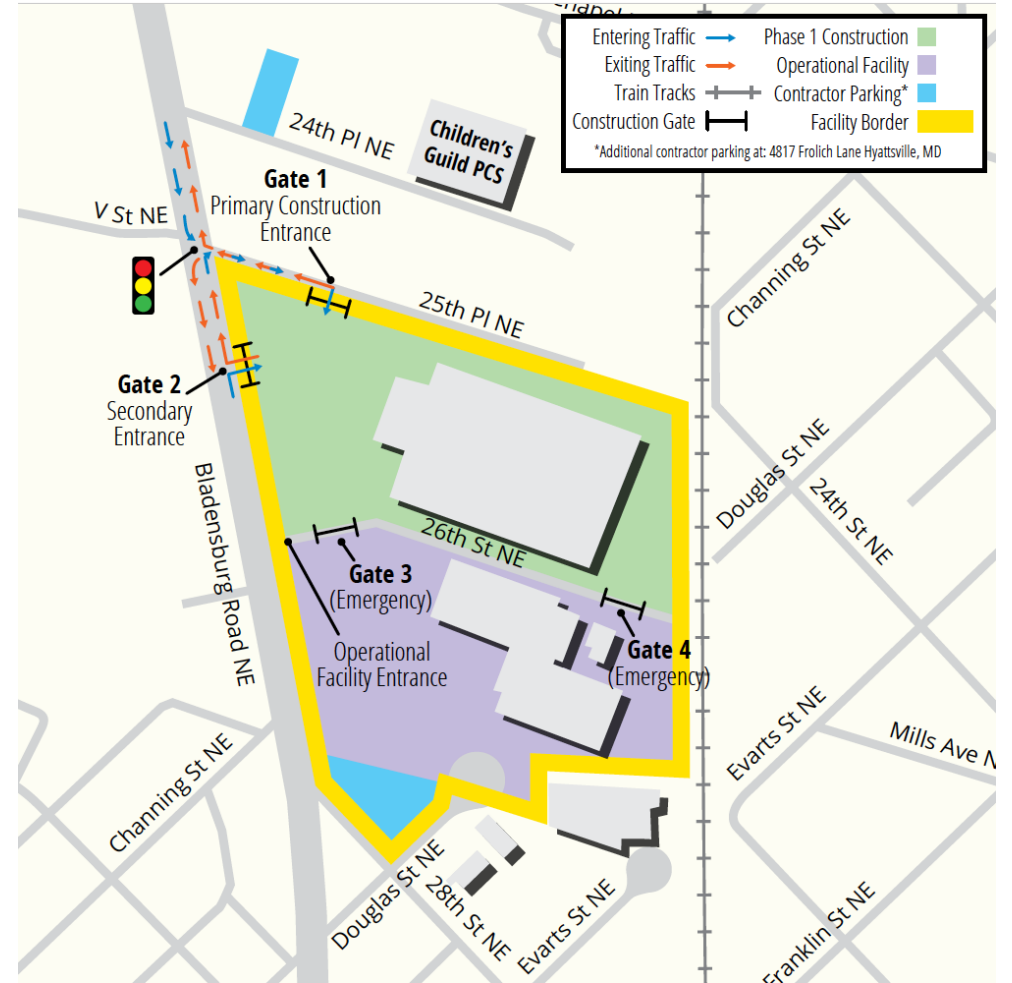 Chapel
Entering Traffic
Phase 1 Construction
Exiting Traffic
Operational Facility
Train Tracks
Contractor Parking*
Construction Gate
Facility Border
*Additional contractor parking at: 4817 Frolich Lane Hyattsville, MD
24th Pl NE
Children's
Guild PCS
Gate 1
Primary Construction
Entrance
V St NE
25th Pl NE
Channing St NE
Gate 2
Secondary
Entrance
Bladensburg Road NE
Douglas St NE
24th St NE
26th St NE
Gate 3
(Emergency)
Operational
Facility Entrance
Gate 4
(Emergency)
Evarts St NE
Mills Ave N
Channing St NE
Douglas St NE
28th St NE
Evarts St NE
Franklin St NE